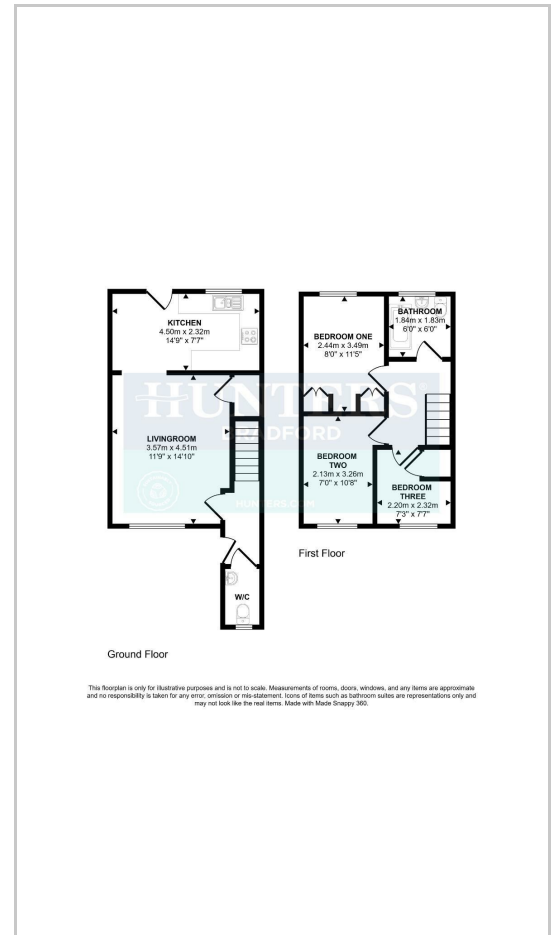 KITCHEN
4.50m x 2.32m
14'9" x 7'7"
LIVINGROOM
3.57m x 4.51m
11'9" x 14'10"
W/C
Ground Floor
BATHROOM
1.84m x 1.83m
6'0" x 6'0"
BEDROOM ONE
2.44m x 3.49m
8'0" x 11'5"
BEDROOM
TWO
2.13m x 3.26m
7'0" x 10'8"
BEDROOM
THREE
2.20m x 2.32m
7'3" x 7'7"
First Floor
HUNTERS®
BRADFORD
HUNTERS.COM
This floorplan is only for illustrative purposes and is not to scale. Measurements of rooms, doors, windows, and any items are approximate
and no responsibility is taken for any error, omission or mis-statement. Icons of items such as bathroom suites are representations only and
may not look like the real items. Made with Made Snappy 360.